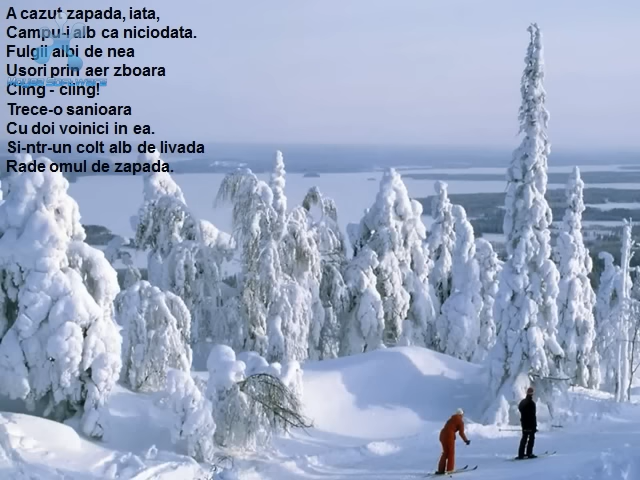 A cazut zapada, iata,
Campu-i alb ca niciodata.
Fulgii albi de nea
Usori prin aer zboara
Cling - cling!
Trece-o sanioara
Cu doi voinici in ea.
Si-ntr-un colt alb de livada
Rade omul de zapada.